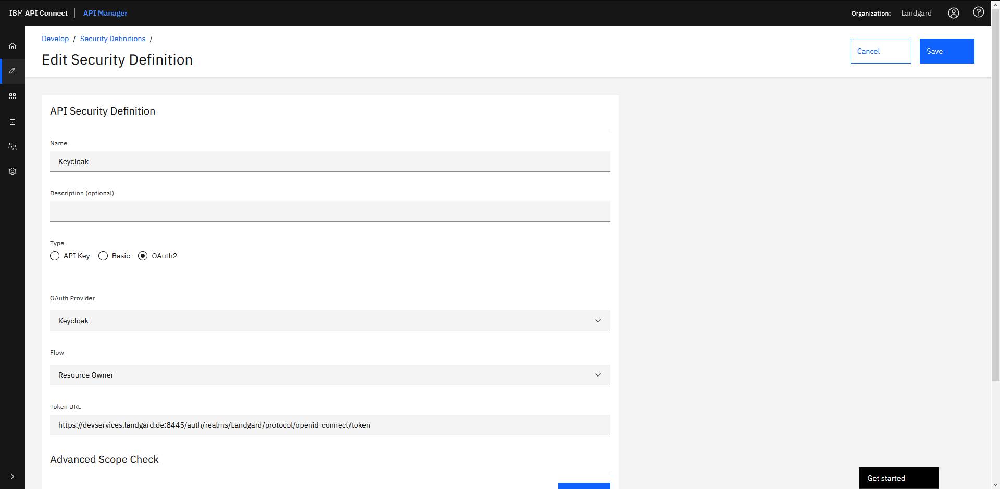 IBM API Connect | API Manager
Organization: Landgard
Develop / Security Definitions /
Edit Security Definition
Cancel
Save
API Security Definition
Name
Keycloak
Description (optional)
Type
API Key Basic OAuth2
OAuth Provider
Keycloak
Flow
Resource Owner
Token URL
https://devservices.landgard.de:8445/auth/realms/Landgard/protocol/openid-connect/token
Advanced Scope Check
Get started